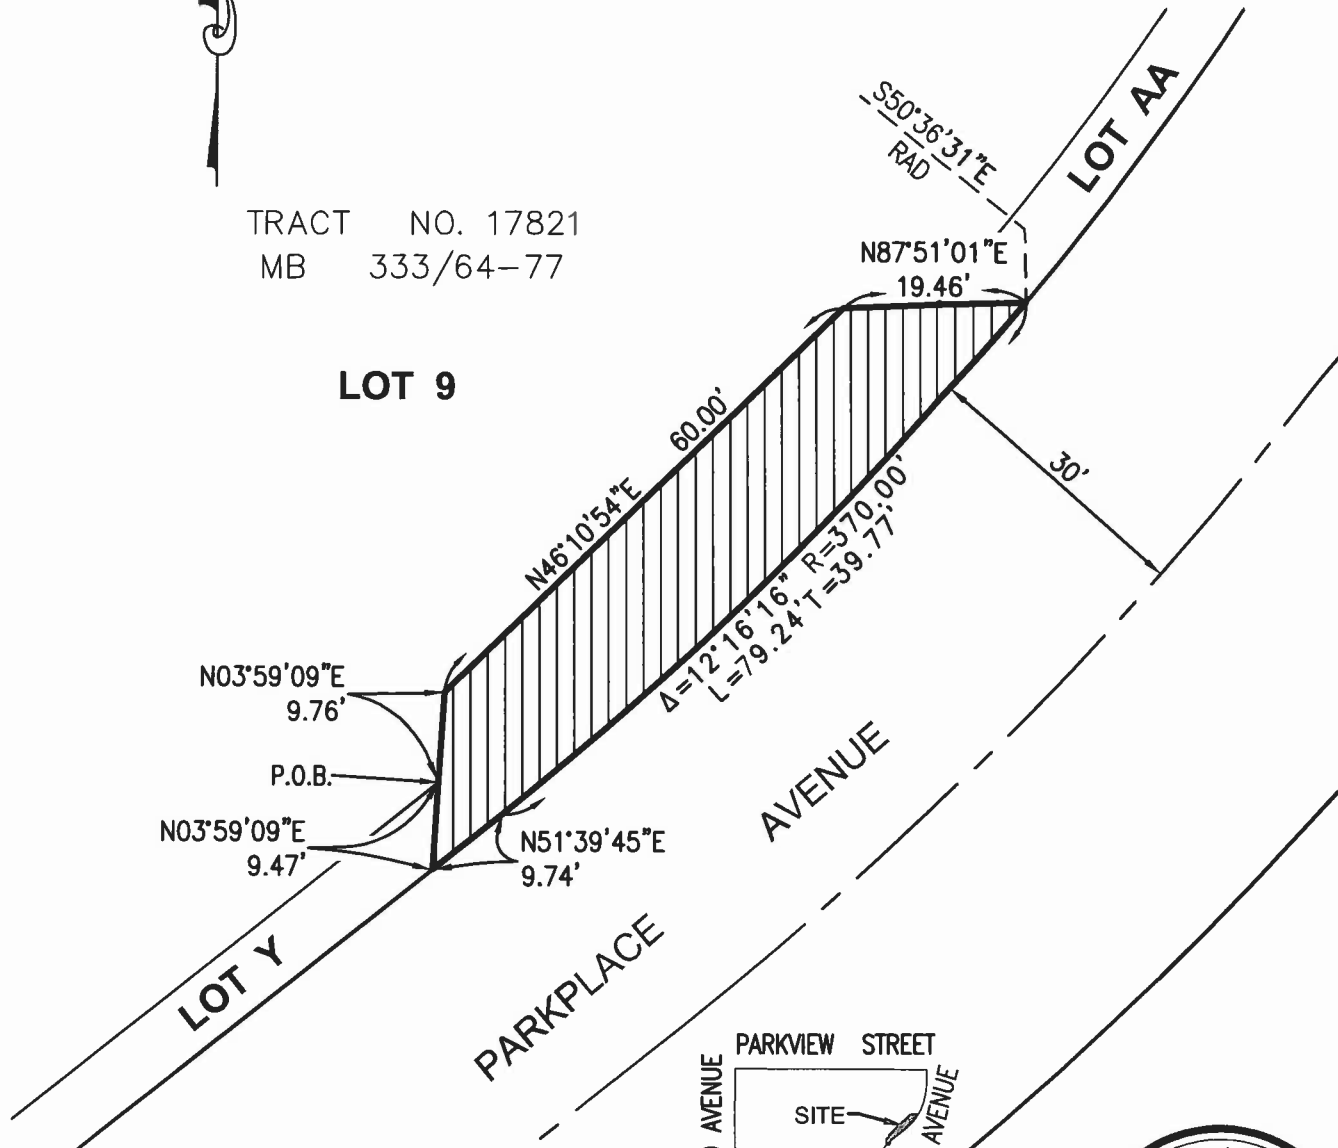 LOT AA
S50°36'31"E
RAD
TRACT NO. 17821
MB 333/64-77
N87°51'01"E
19.46'
LOT 9
60.00'
N46°10'54"E
30'
Δ=12°16'16" R=370.00'
L=79.24' T=39.77'
N03°59'09"E
9.76'
P.O.B.
N03°59'09"E
9.47'
N51°39'45"E
9.74'
LOT Y
PARKPLACE AVENUE
PARKVIEW STREET
AVENUE
SITE
AVENUE